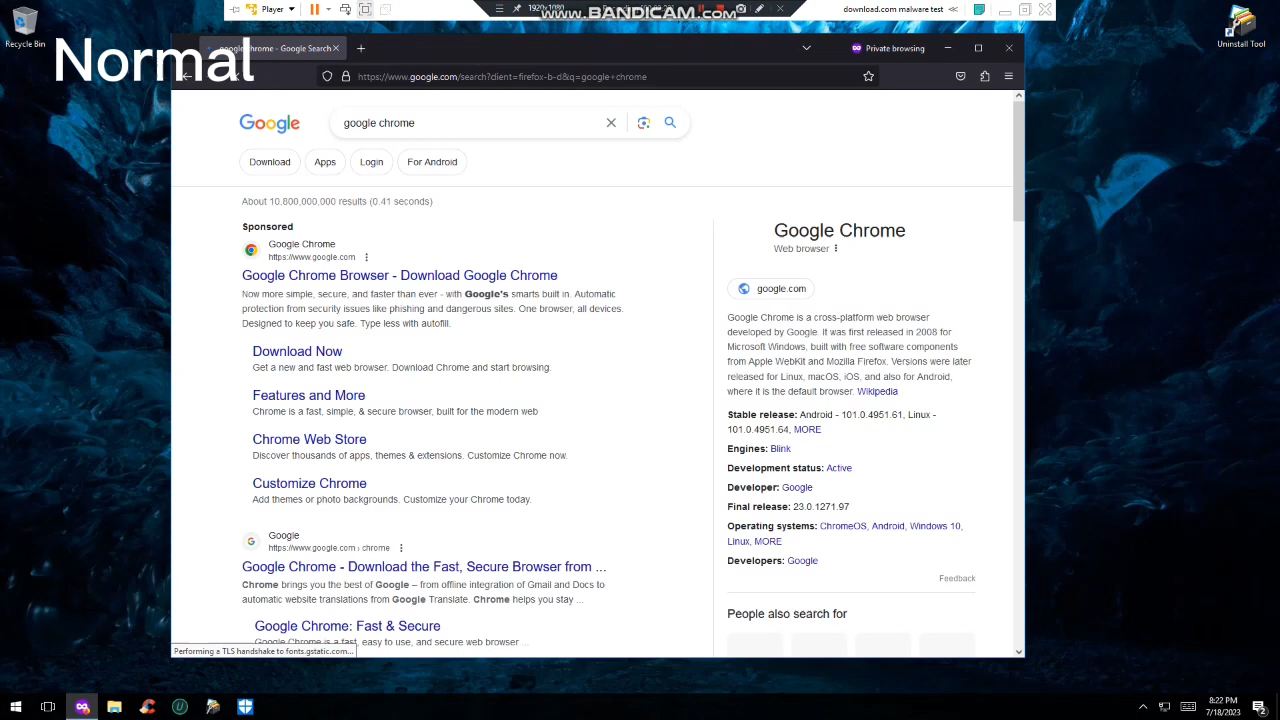 Player
1920x1080
www.BANDICAM.com
download.com malware test
Recycle Bin
Uninstall Tool
Normal
google chrome - Google Search
Private browsing
https://www.google.com/search?client=firefox-b-d&q=google+chrome
Google
google chrome
Download
Apps
Login
For Android
About 10,800,000,000 results (0.41 seconds)
Sponsored
Google Chrome
https://www.google.com
Google Chrome Browser - Download Google Chrome
Now more simple, secure, and faster than ever - with Google's smarts built in. Automatic
protection from security issues like phishing and dangerous sites. One browser, all devices.
Designed to keep you safe. Type less with autofill.
Download Now
Get a new and fast web browser. Download Chrome and start browsing.
Features and More
Chrome is a fast, simple, & secure browser, built for the modern web
Chrome Web Store
Discover thousands of apps, themes & extensions. Customize Chrome now.
Customize Chrome
Add themes or photo backgrounds. Customize your Chrome today.
Google
https://www.google.com › chrome
Google Chrome - Download the Fast, Secure Browser from ...
Chrome brings you the best of Google – from offline integration of Gmail and Docs to
automatic website translations from Google Translate. Chrome helps you stay ...
Google Chrome: Fast & Secure
Google Chrome is a fast, easy to use, and secure web browser ...
Performing a TLS handshake to fonts.gstatic.com...
Google Chrome
Web browser
google.com
Google Chrome is a cross-platform web browser
developed by Google. It was first released in 2008 for
Microsoft Windows, built with free software components
from Apple WebKit and Mozilla Firefox. Versions were later
released for Linux, macOS, iOS, and also for Android,
where it is the default browser. Wikipedia
Stable release: Android - 101.0.4951.61, Linux -
101.0.4951.64, MORE
Engines: Blink
Development status: Active
Developer: Google
Final release: 23.0.1271.97
Operating systems: ChromeOS, Android, Windows 10,
Linux, MORE
Developers: Google
Feedback
People also search for
8:22 PM
7/18/2023
2